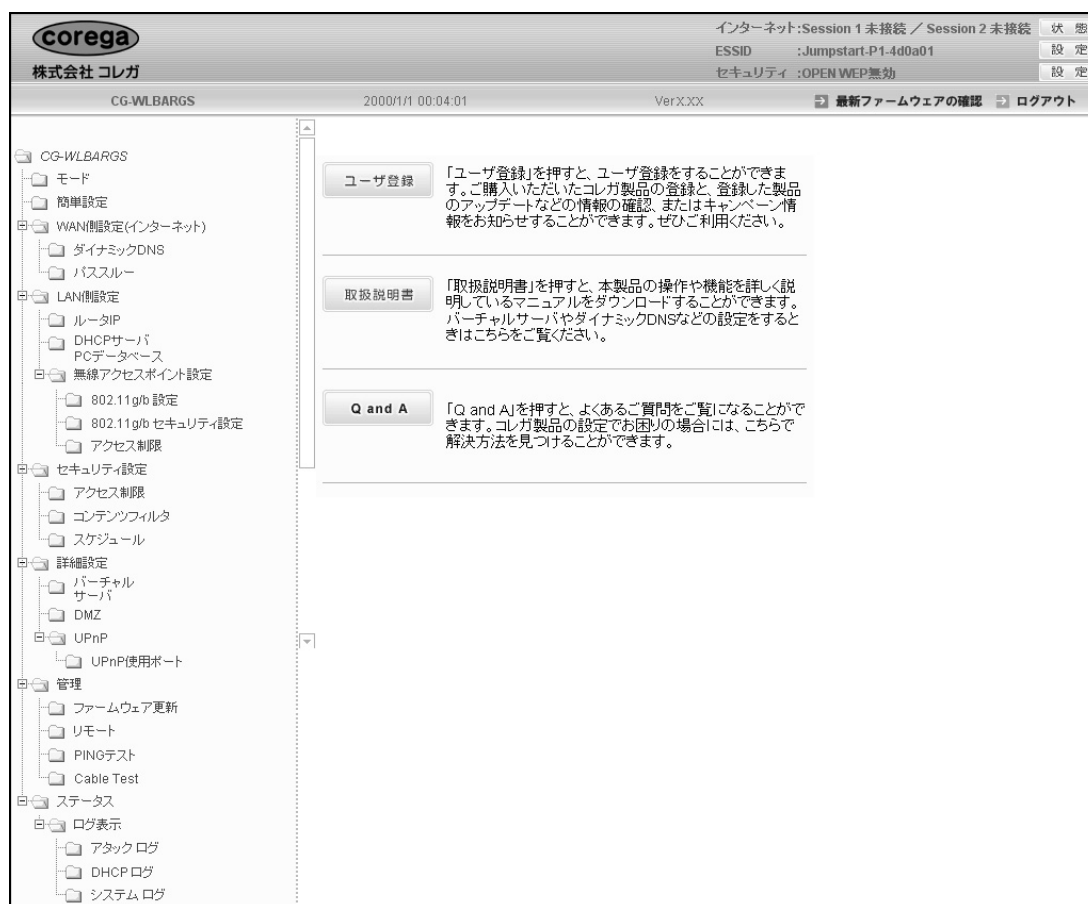 corega
株式会社 コレガ
インターネット:Session 1 未接続 ／ Session 2 未接続 状 態
ESSID :Jumpstart-P1-4d0a01 設 定
セキュリティ :OPEN WEP無効 設 定
CG-WLBARGS 2000/1/1 00:04:01 VerX.XX 最新ファームウェアの確認 ログアウト
CG-WLBARGS
モード
簡単設定
WAN側設定(インターネット)
ダイナミックDNS
パススルー
LAN側設定
ルータIP
DHCPサーバ
PCデータベース
無線アクセスポイント設定
802.11g/b 設定
802.11g/b セキュリティ設定
アクセス制限
セキュリティ設定
アクセス制限
コンテンツフィルタ
スケジュール
詳細設定
バーチャル
サーバ
DMZ
UPnP
UPnP使用ポート
管理
ファームウェア更新
リモート
PINGテスト
Cable Test
ステータス
ログ表示
アタック ログ
DHCP ログ
システム ログ
ユーザ登録
「ユーザ登録」を押すと、ユーザ登録をすることができま
す。ご購入いただいたコレガ製品の登録と、登録した製品
のアップデートなどの情報の確認、またはキャンペーン情
報をお知らせすることができます。ぜひご利用ください。
取扱説明書
「取扱説明書」を押すと、本製品の操作や機能を詳しく説
明しているマニュアルをダウンロードすることができます。
バーチャルサーバやダイナミックDNSなどの設定をすると
きはこちらをご覧ください。
Q and A
「Q and A」を押すと、よくあるご質問をご覧になることがで
きます。コレガ製品の設定でお困りの場合には、こちらで
解決方法を見つけることができます。